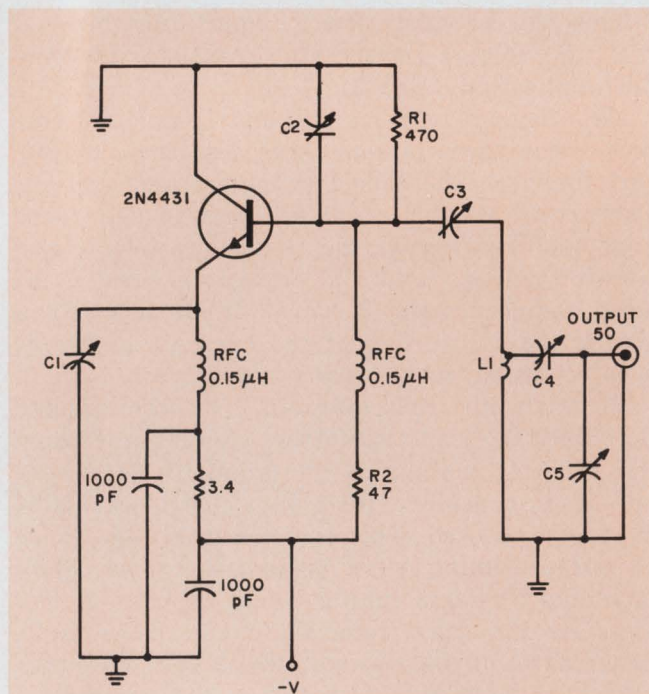 C2
R1
470
2N4431
C3
OUTPUT
50
C1
RFC
0.15μH
RFC
0.15μH
L1
C4
1000
pF
3.4
R2
47
C5
1000
pF
-V